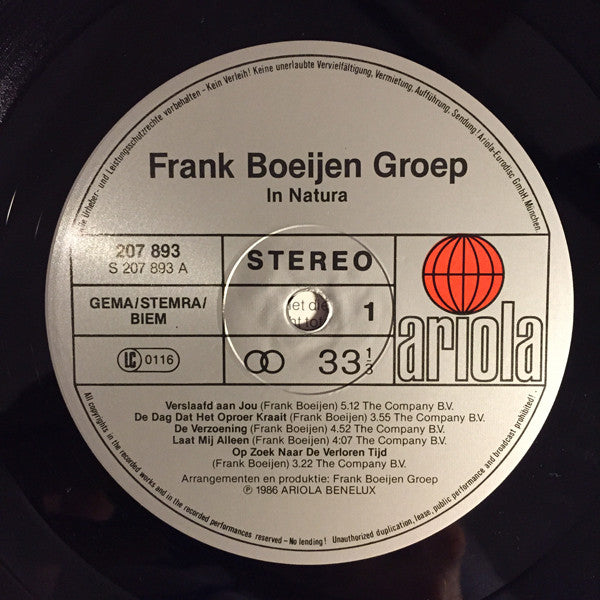 Alle Urheber- und Leistungsschutzrechte vorbehalten - Kein Verleih! Keine unerlaubte Vervielfältigung, Vermietung, Aufführung, Sendung! Ariola-Eurodisc GmbH, München.
Frank Boeijen Groep
In Natura
207 893
S 207 893 A
STEREO
GEMA/STEMRA/
BIEM
1
LC 0116
33 1/3
ariola
Verslaafd aan Jou (Frank Boeijen) 5.12 The Company B.V.
De Dag Dat Het Oproer Kraait (Frank Boeijen) 3.55 The Company B.V.
De Verzoening (Frank Boeijen) 4.52 The Company B.V.
Laat Mij Alleen (Frank Boeijen) 4:07 The Company B.V.
Op Zoek Naar De Verloren Tijd
(Frank Boeijen) 3.22 The Company B.V.
Arrangementen en produktie: Frank Boeijen Groep
℗ 1986 ARIOLA BENELUX
All copyrights in the recorded works and in the recorded performances reserved - No lending! Unauthorized duplication, lease, public performance and broadcast prohibited!